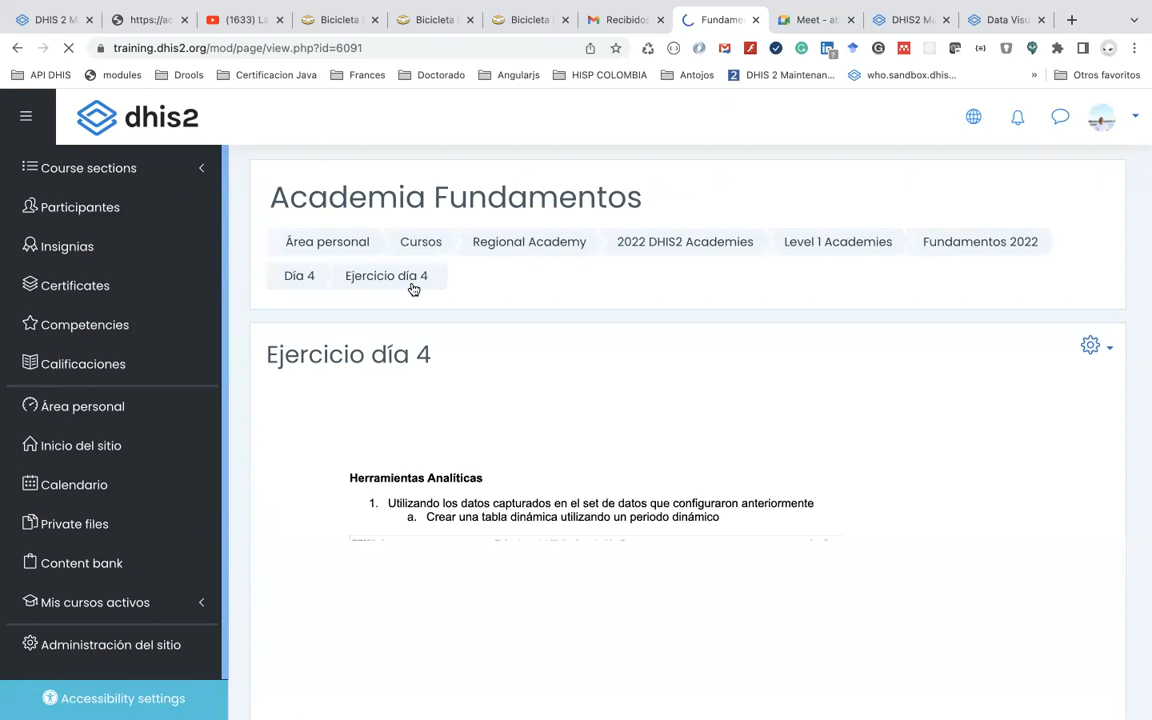 DHIS 2 M
https://ac
(1633) La
Bicicleta
Bicicleta
Bicicleta
Recibidos
Fundame
Meet - at
DHIS2 Ma
Data Visu
training.dhis2.org/mod/page/view.php?id=6091
API DHIS
modules
Drools
Certificacion Java
Frances
Doctorado
Angularjs
HISP COLOMBIA
Antojos
DHIS 2 Maintenan...
who.sandbox.dhis...
»
Otros favoritos
dhis2
Course sections
Participantes
Insignias
Certificates
Competencies
Calificaciones
Área personal
Inicio del sitio
Calendario
Private files
Content bank
Mis cursos activos
Administración del sitio
Accessibility settings
Academia Fundamentos
Área personal
Cursos
Regional Academy
2022 DHIS2 Academies
Level 1 Academies
Fundamentos 2022
Día 4
Ejercicio día 4
Ejercicio día 4
Herramientas Analíticas
1. Utilizando los datos capturados en el set de datos que configuraron anteriormente
a. Crear una tabla dinámica utilizando un periodo dinámico